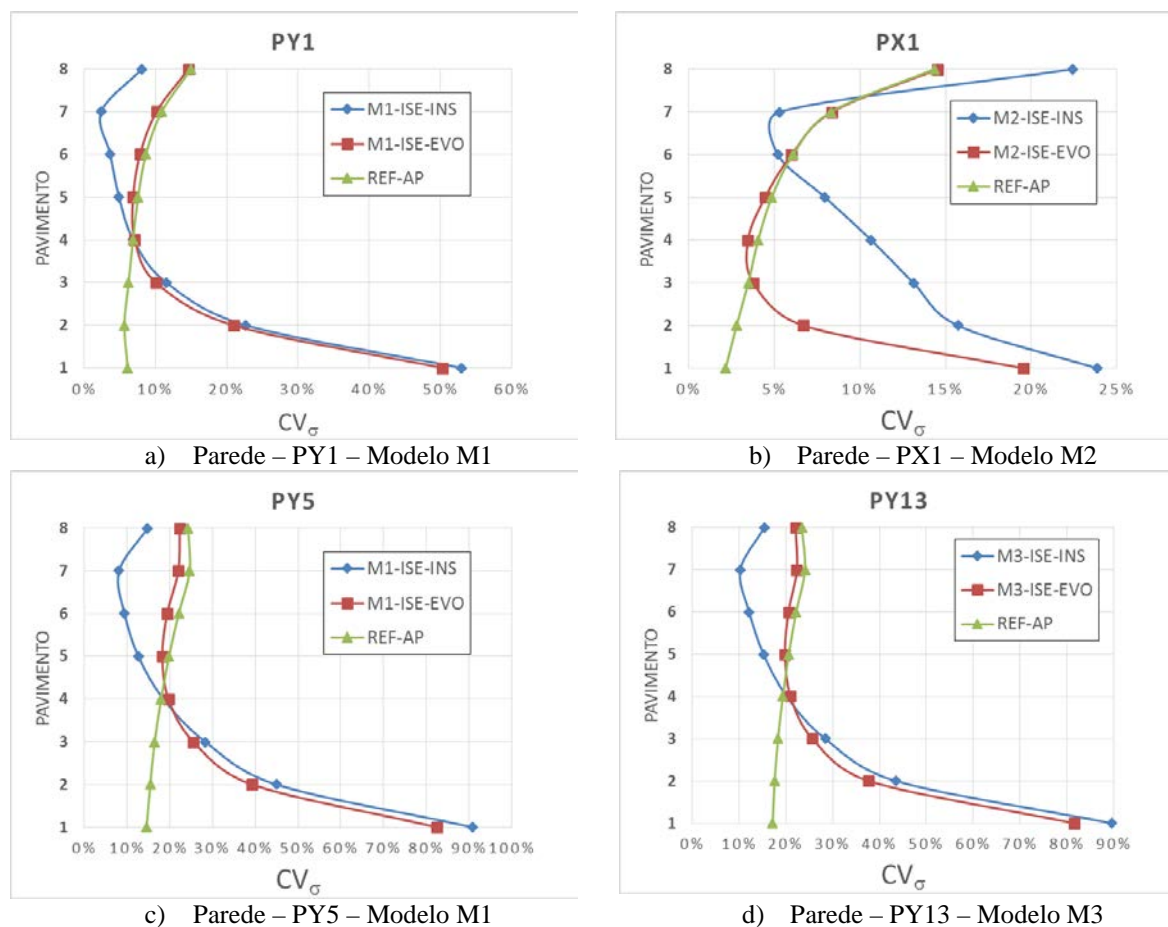 PY1
PAVIMENTO
8
7
6
5
4
3
2
1
M1-ISE-INS
M1-ISE-EVO
REF-AP
0% 10% 20% 30% 40% 50% 60%
CVσ
a) Parede – PY1 – Modelo M1
PX1
PAVIMENTO
8
7
6
5
4
3
2
1
M2-ISE-INS
M2-ISE-EVO
REF-AP
0% 5% 10% 15% 20% 25%
CVσ
b) Parede – PX1 – Modelo M2
PY5
PAVIMENTO
8
7
6
5
4
3
2
1
M1-ISE-INS
M1-ISE-EVO
REF-AP
0% 10% 20% 30% 40% 50% 60% 70% 80% 90% 100%
CVσ
c) Parede – PY5 – Modelo M1
PY13
PAVIMENTO
8
7
6
5
4
3
2
1
M3-ISE-INS
M3-ISE-EVO
REF-AP
0% 10% 20% 30% 40% 50% 60% 70% 80% 90%
CVσ
d) Parede – PY13 – Modelo M3